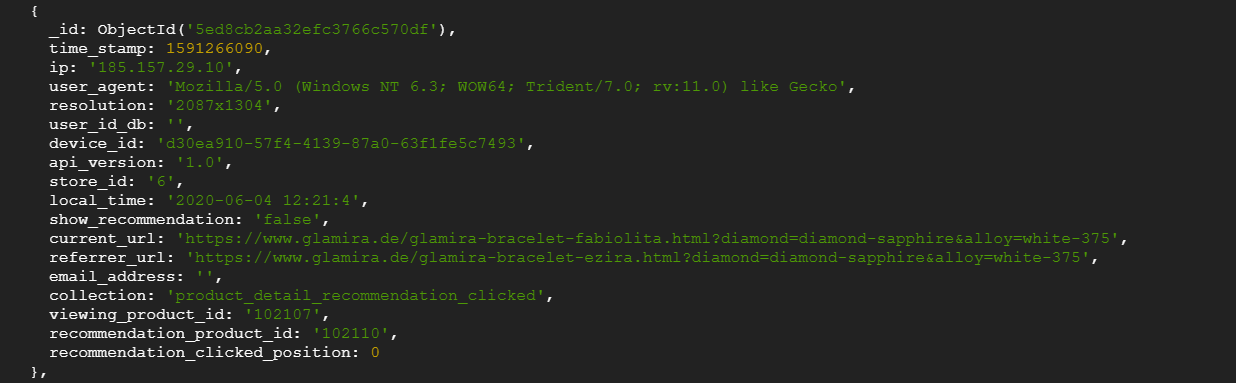 {
_id: ObjectId('5ed8cb2aa32efc3766c570df'),
time_stamp: 1591266090,
ip: '185.157.29.10',
user_agent: 'Mozilla/5.0 (Windows NT 6.3; WOW64; Trident/7.0; rv:11.0) like Gecko',
resolution: '2087x1304',
user_id_db: '',
device_id: 'd30ea910-57f4-4139-87a0-63f1fe5c7493',
api_version: '1.0',
store_id: '6',
local_time: '2020-06-04 12:21:4',
show_recommendation: 'false',
current_url: 'https://www.glamira.de/glamira-bracelet-fabiolita.html?diamond=diamond-sapphire&alloy=white-375',
referrer_url: 'https://www.glamira.de/glamira-bracelet-ezira.html?diamond=diamond-sapphire&alloy=white-375',
email_address: '',
collection: 'product_detail_recommendation_clicked',
viewing_product_id: '102107',
recommendation_product_id: '102110',
recommendation_clicked_position: 0
},